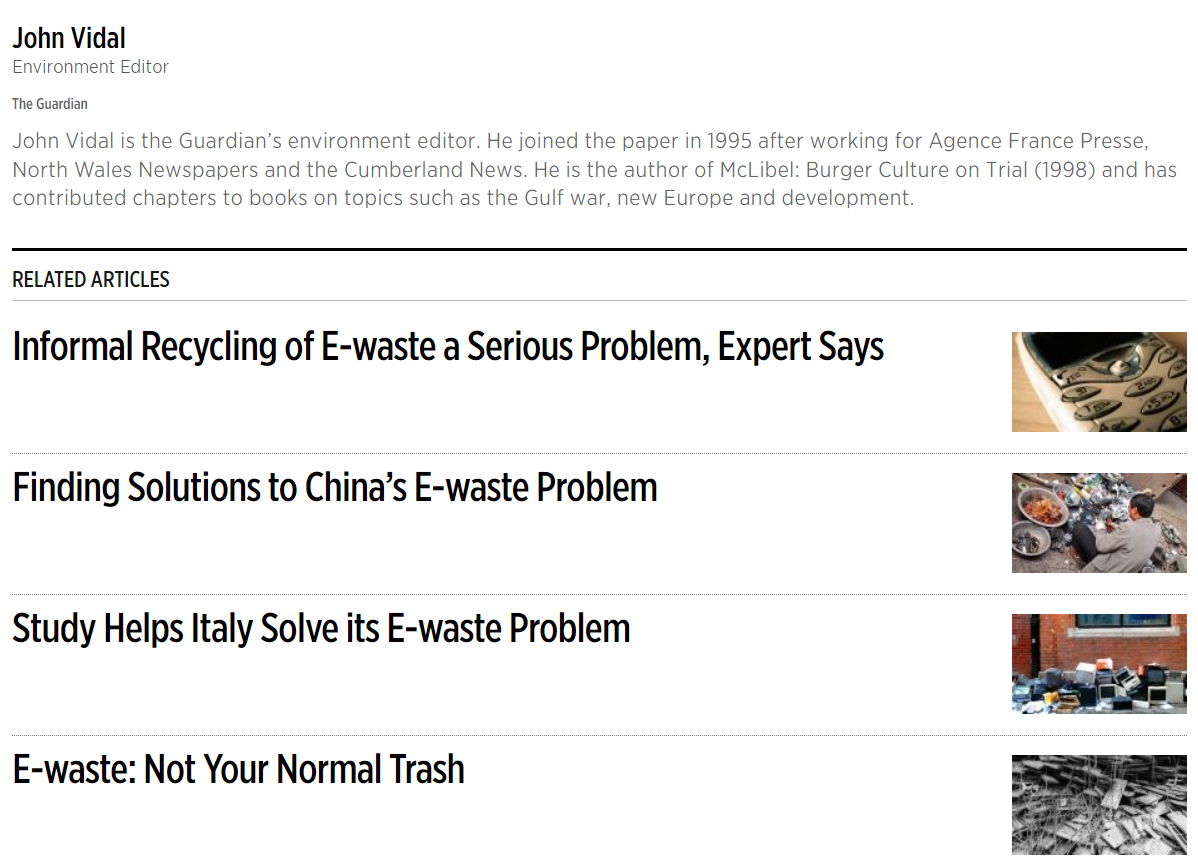 John Vidal
Environment Editor
The Guardian
John Vidal is the Guardian’s environment editor. He joined the paper in 1995 after working for Agence France Presse,
North Wales Newspapers and the Cumberland News. He is the author of McLibel: Burger Culture on Trial (1998) and has
contributed chapters to books on topics such as the Gulf war, new Europe and development.
RELATED ARTICLES
Informal Recycling of E-waste a Serious Problem, Expert Says
Finding Solutions to China’s E-waste Problem
Study Helps Italy Solve its E-waste Problem
E-waste: Not Your Normal Trash